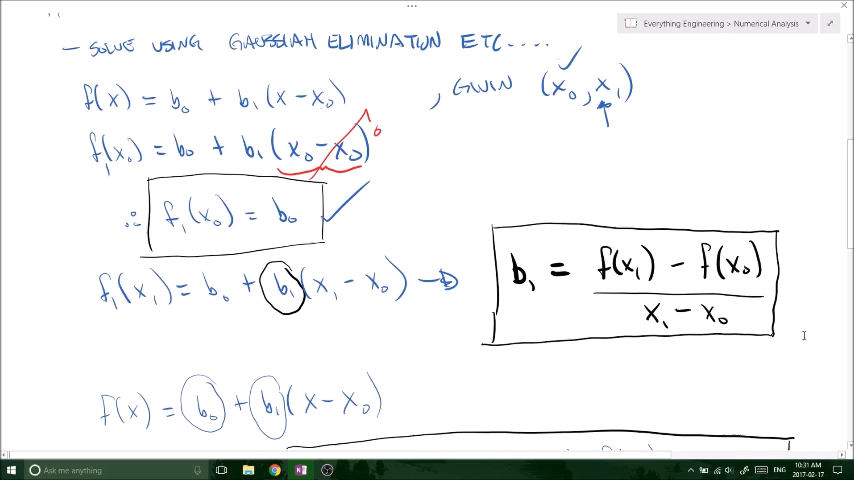 Everything Engineering > Numerical Analysis
– SOLVE USING GAUSSIAN ELIMINATION ETC....
f(x) = b₀ + b₁(x – x₀) , GIVEN (x₀, x₁)
f₁(x₀) = b₀ + b₁(x₀ – x₀) 0
∴ f₁(x₀) = b₀
f₁(x₁) = b₀ + b₁(x₁ – x₀) →
b₁ = f(x₁) – f(x₀)
x₁ – x₀
f(x) = b₀ + b₁(x – x₀)
Ask me anything
ENG
10:31 AM
2017-02-17